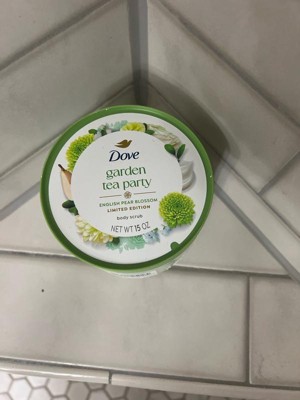 Dove
garden
tea party
ENGLISH PEAR BLOSSOM
LIMITED EDITION
body scrub
NET WT 15 OZ